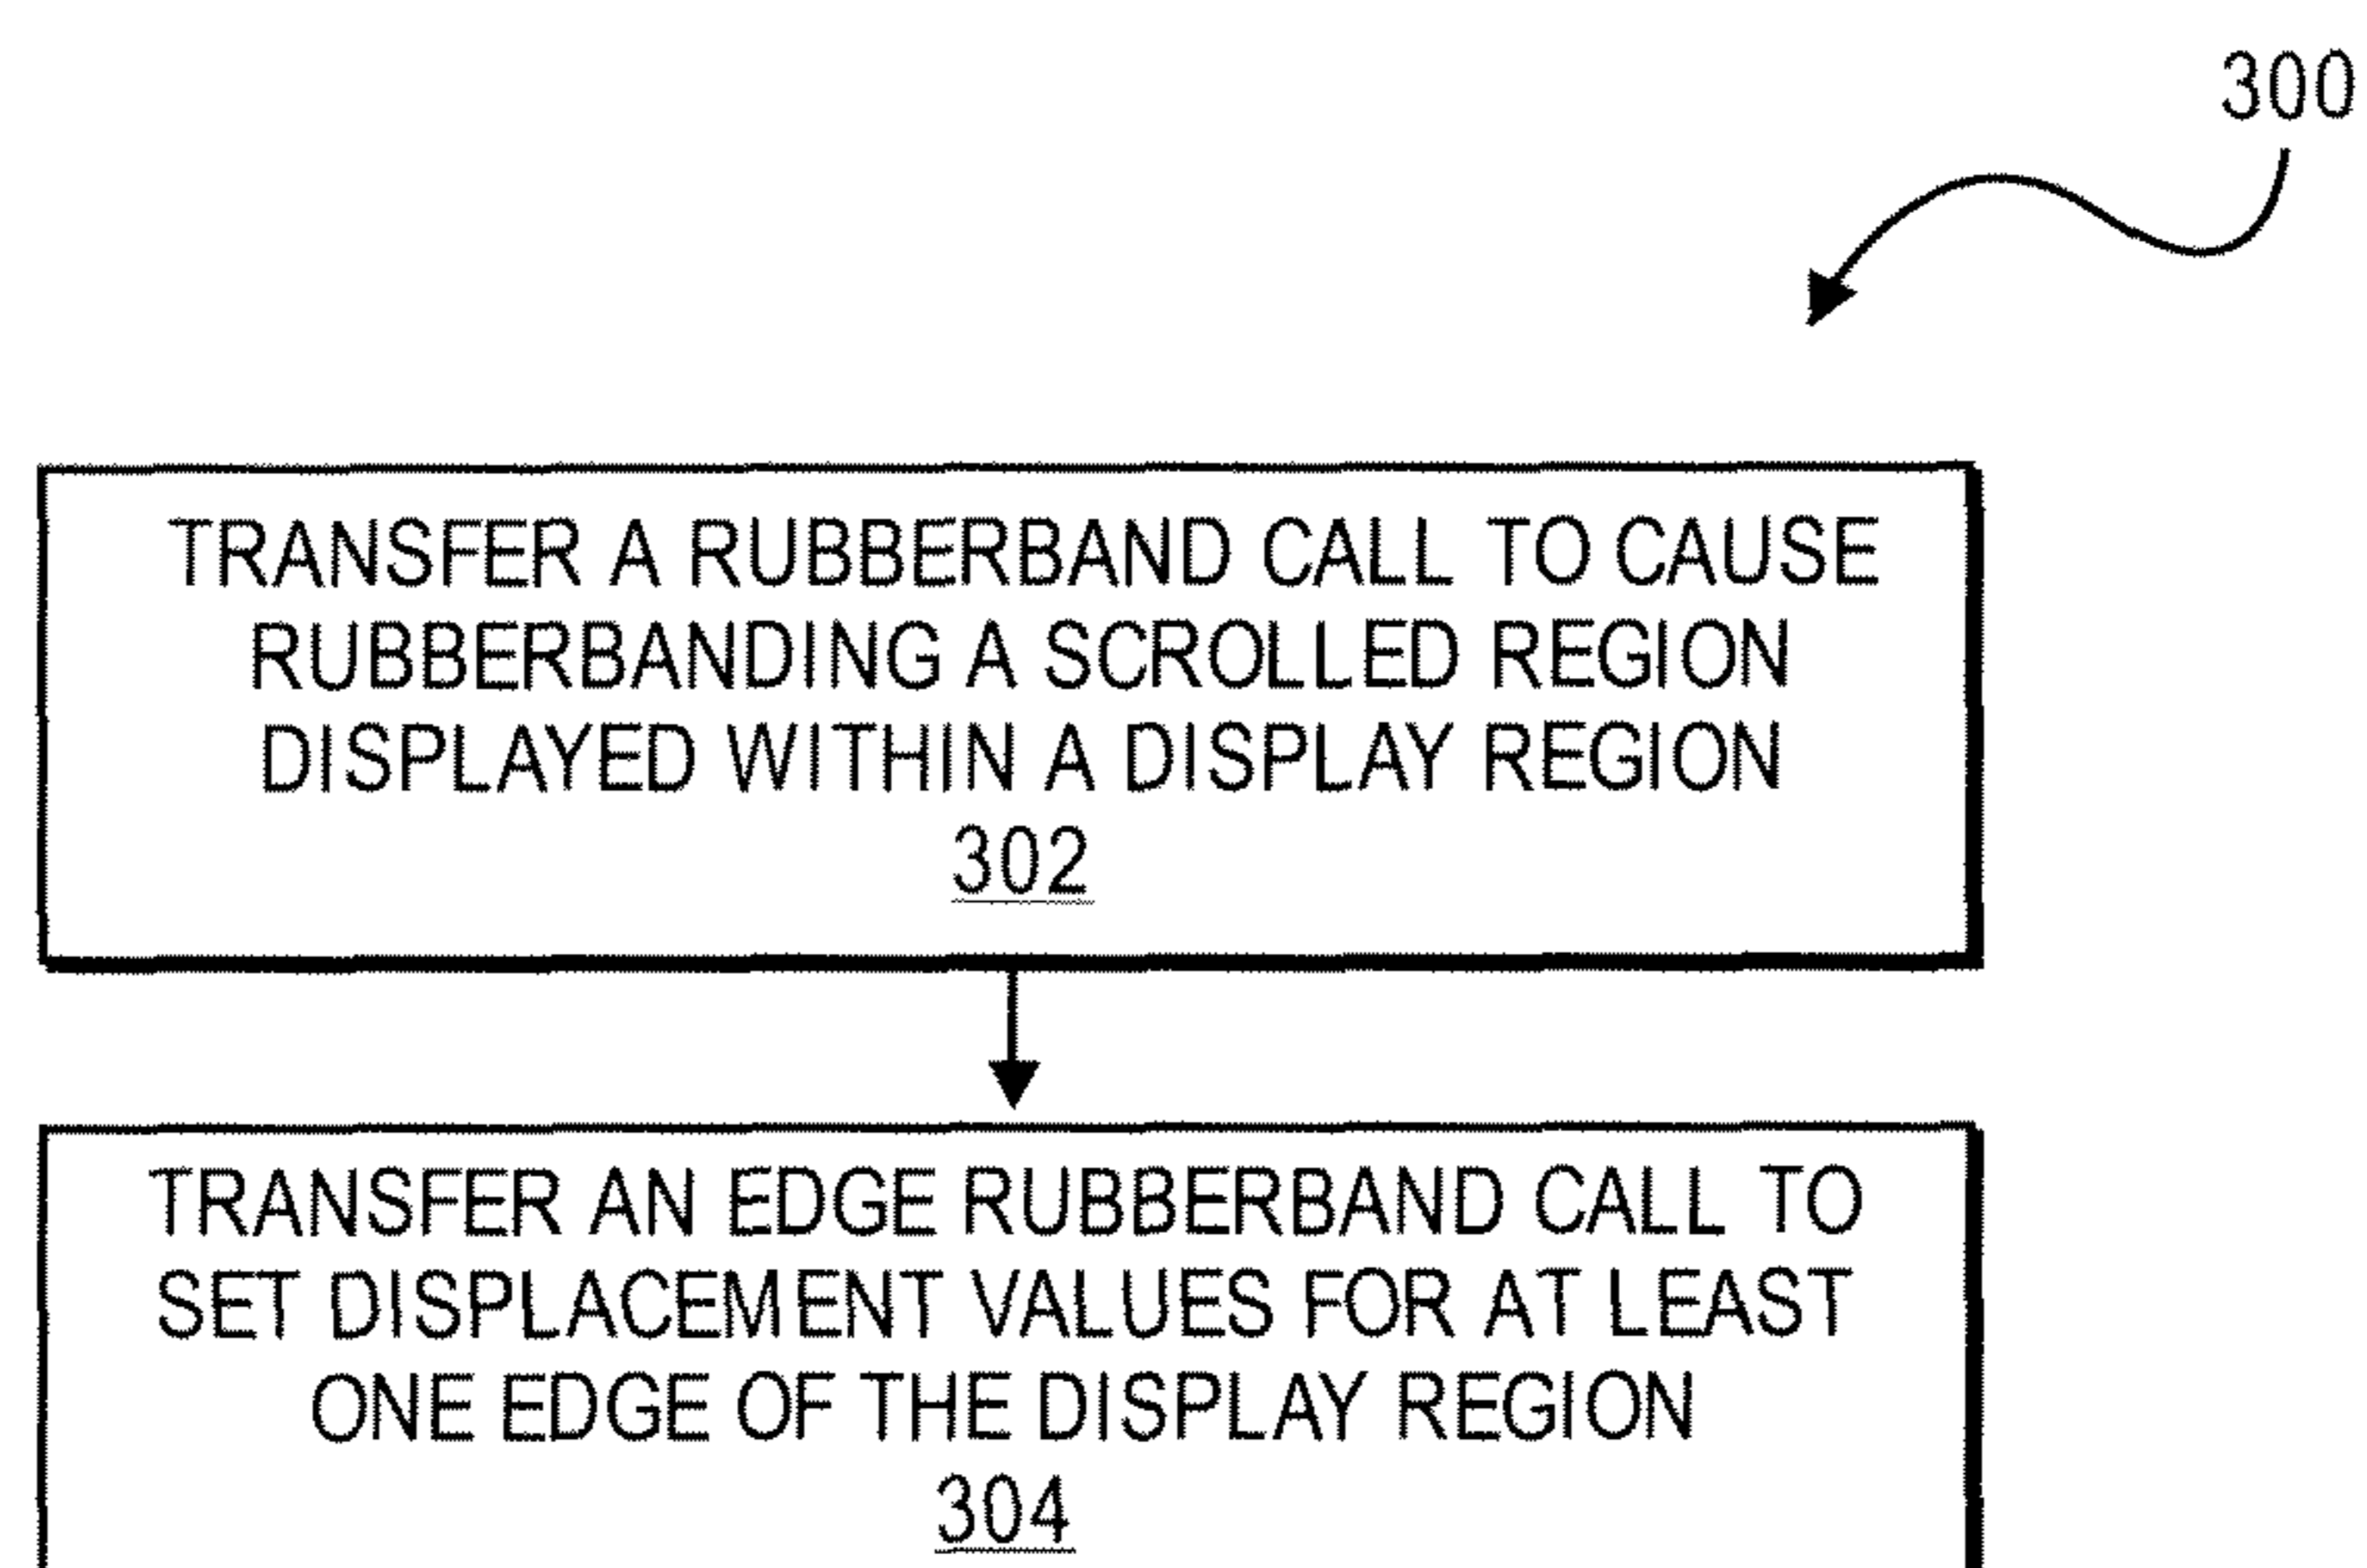 300
TRANSFER A RUBBERBAND CALL TO CAUSE
RUBBERBANDING A SCROLLED REGION
DISPLAYED WITHIN A DISPLAY REGION
302
TRANSFER AN EDGE RUBBERBAND CALL TO
SET DISPLACEMENT VALUES FOR AT LEAST
ONE EDGE OF THE DISPLAY REGION
304